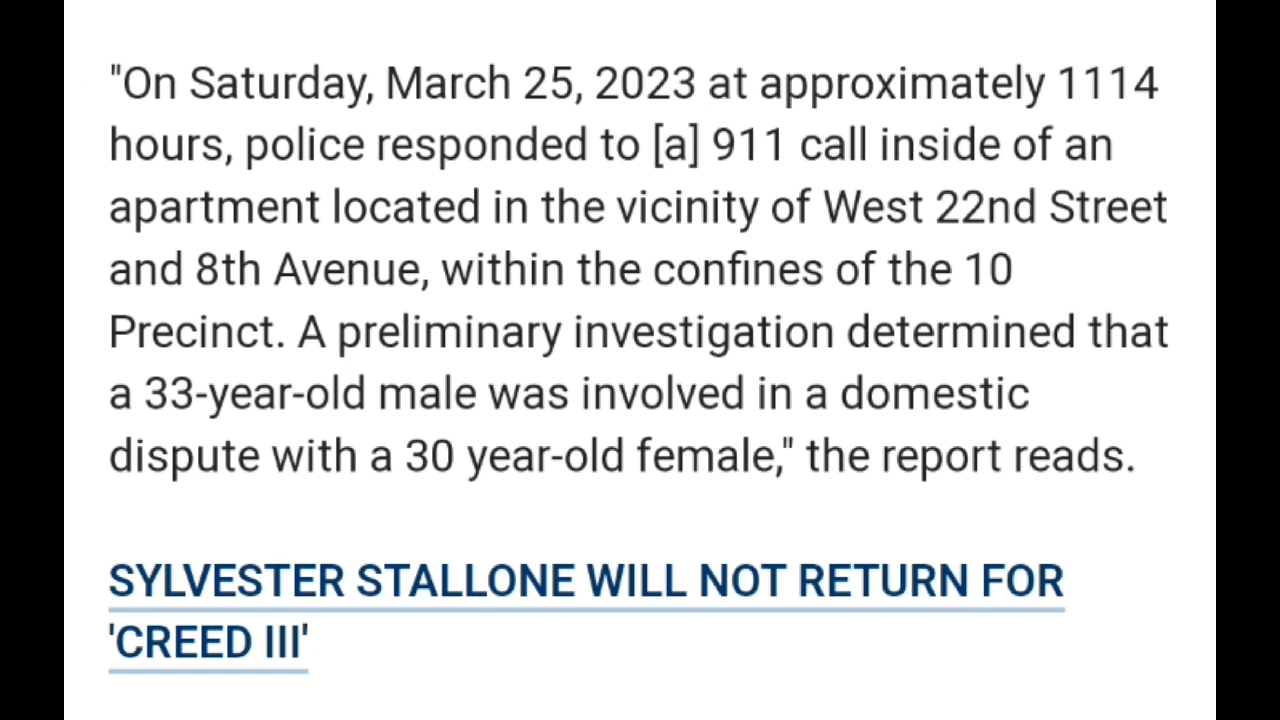 "On Saturday, March 25, 2023 at approximately 1114
hours, police responded to [a] 911 call inside of an
apartment located in the vicinity of West 22nd Street
and 8th Avenue, within the confines of the 10
Precinct. A preliminary investigation determined that
a 33-year-old male was involved in a domestic
dispute with a 30 year-old female," the report reads.
SYLVESTER STALLONE WILL NOT RETURN FOR
'CREED III'